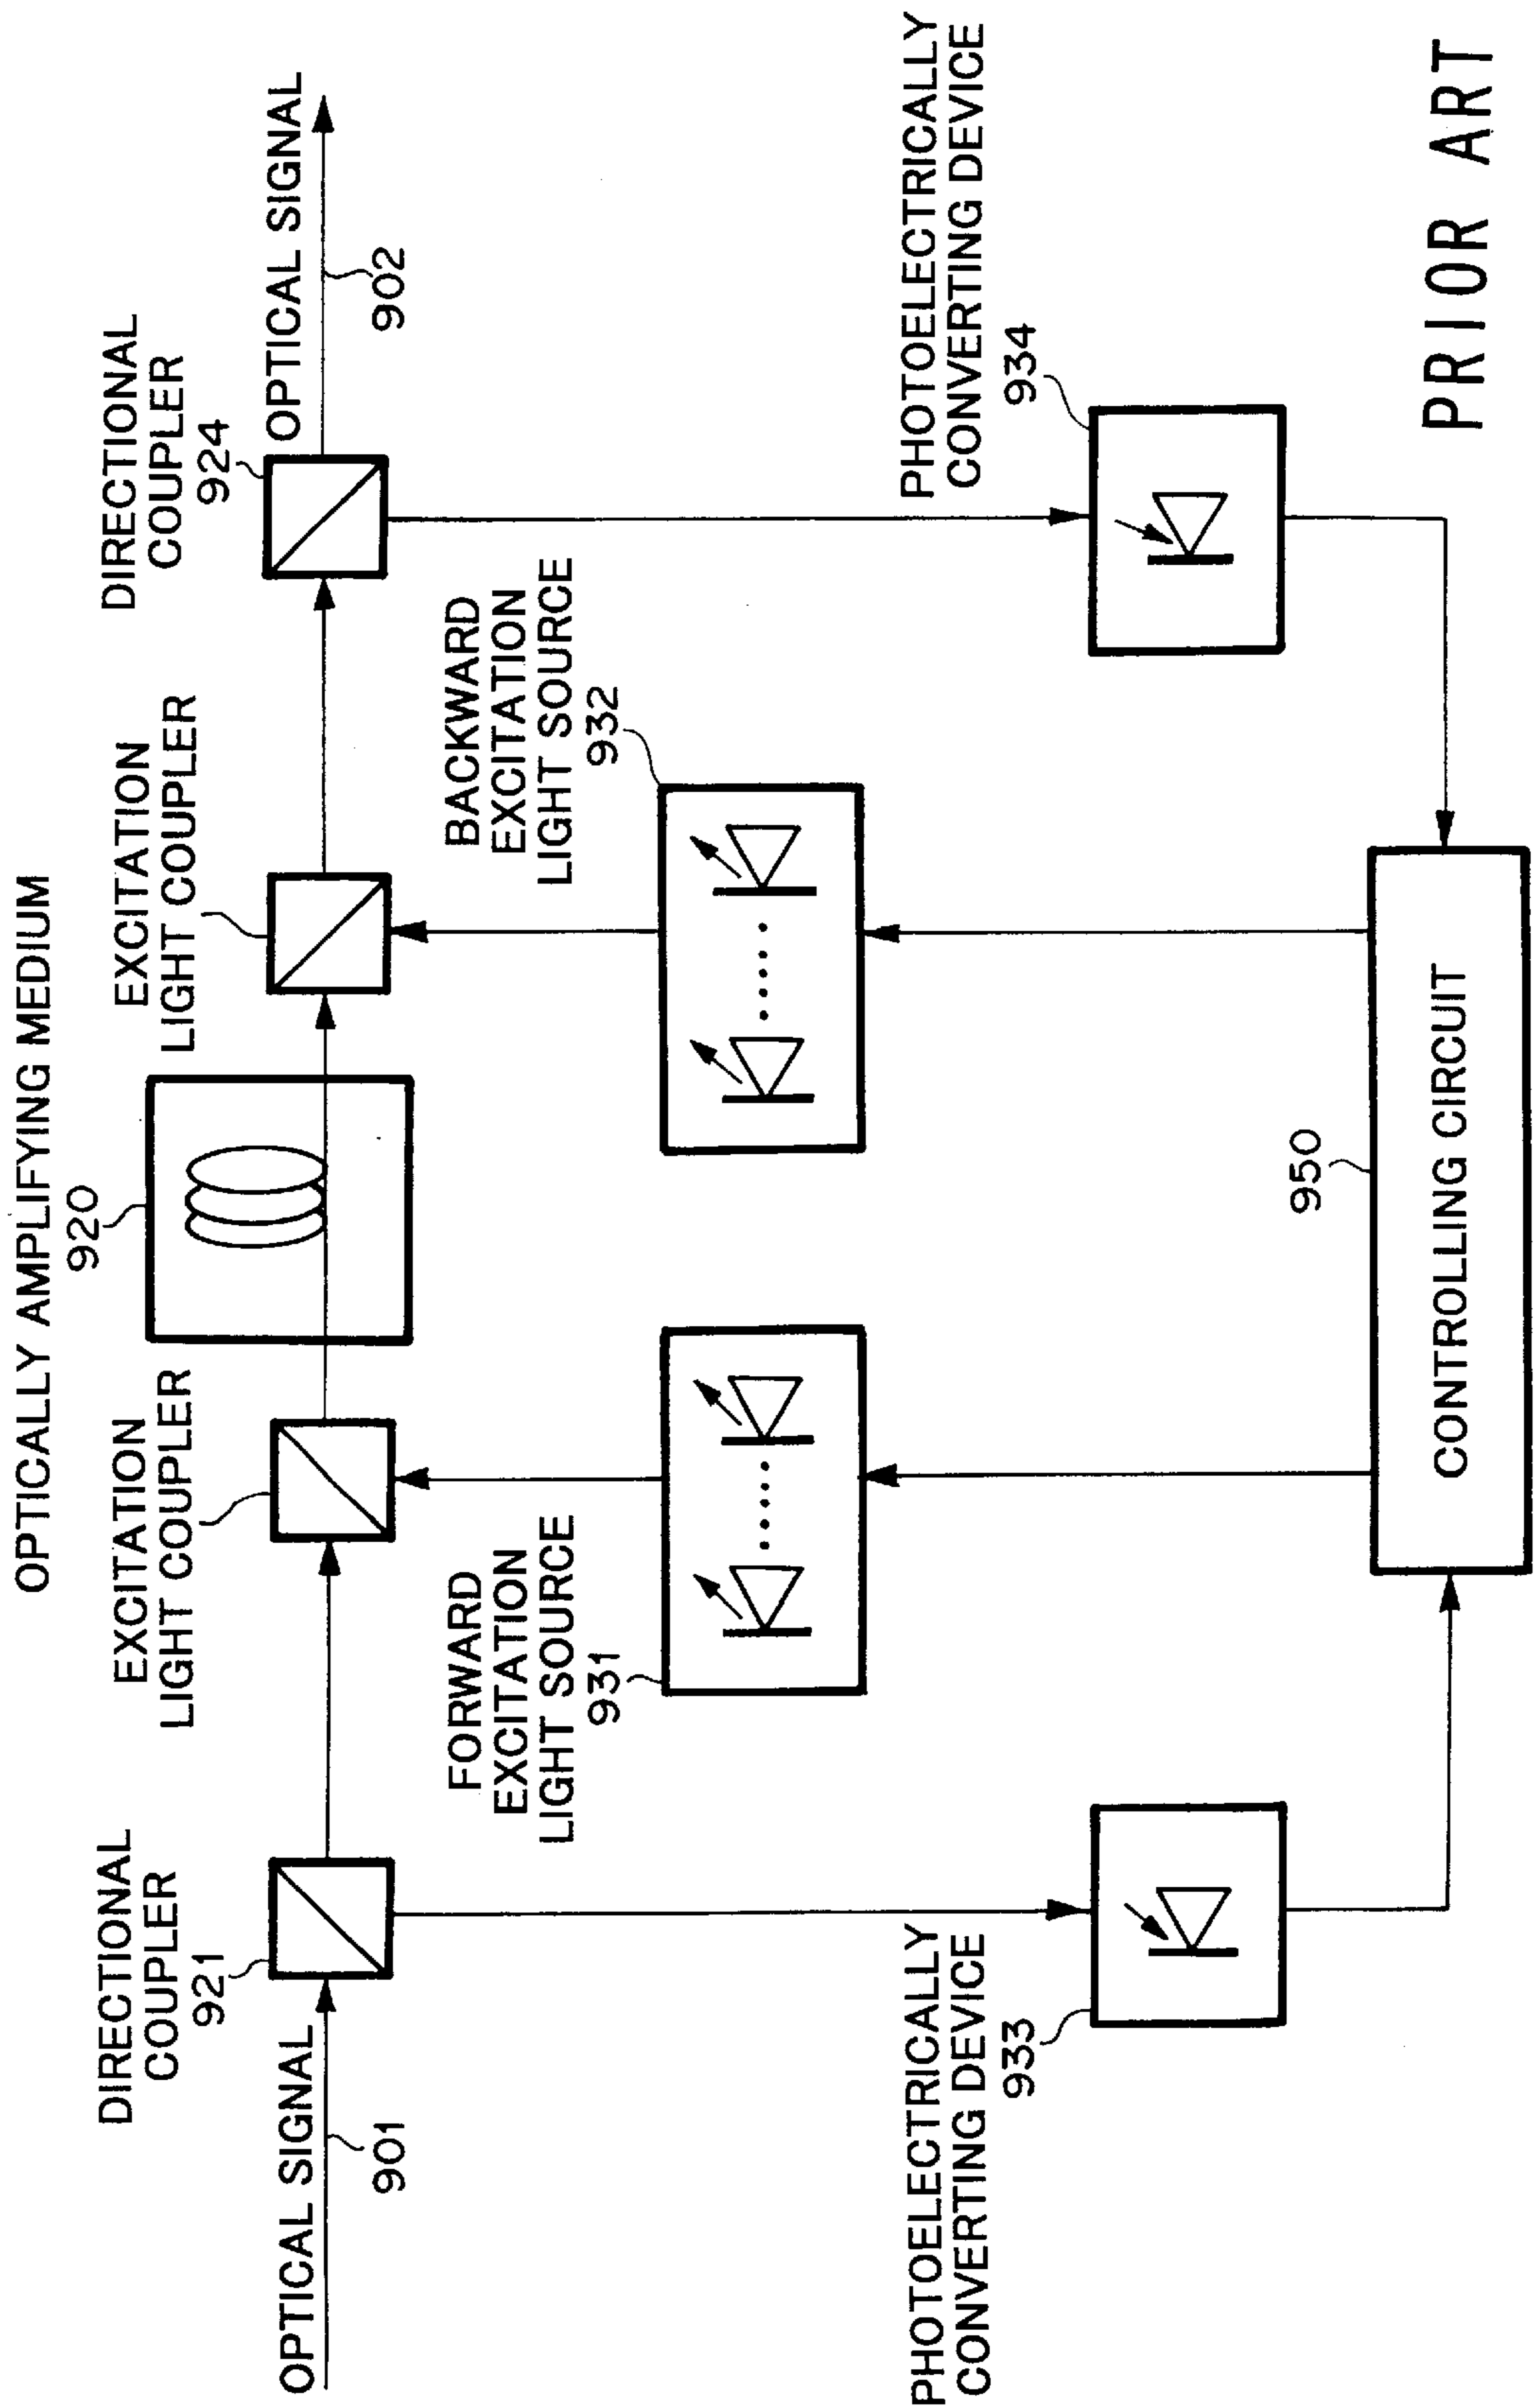 OPTICALLY AMPLIFYING MEDIUM
920
DIRECTIONAL
COUPLER
921
EXCITATION
LIGHT COUPLER
EXCITATION
LIGHT COUPLER
DIRECTIONAL
COUPLER
924
OPTICAL SIGNAL
901
OPTICAL SIGNAL
902
FORWARD
EXCITATION
LIGHT SOURCE
931
BACKWARD
EXCITATION
LIGHT SOURCE
932
PHOTOELECTRICALLY
CONVERTING DEVICE
933
PHOTOELECTRICALLY
CONVERTING DEVICE
934
950
CONTROLLING CIRCUIT
PRIOR ART